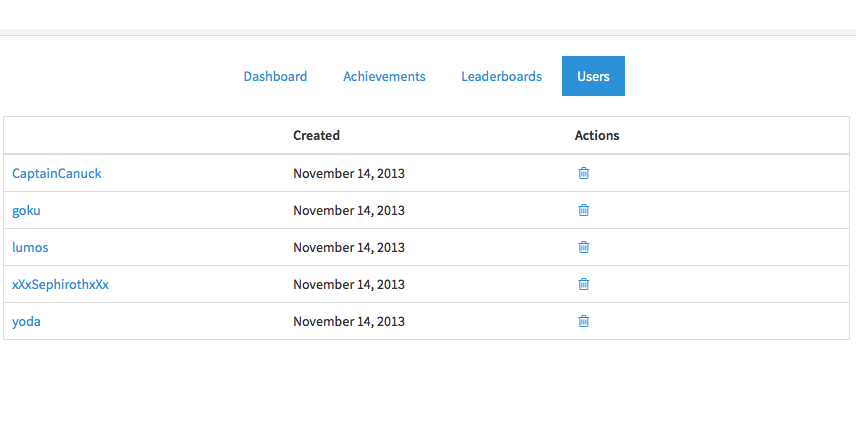 Dashboard Achievements Leaderboards Users
Created Actions
CaptainCanuck November 14, 2013
goku November 14, 2013
lumos November 14, 2013
xXxSephirothxXx November 14, 2013
yoda November 14, 2013